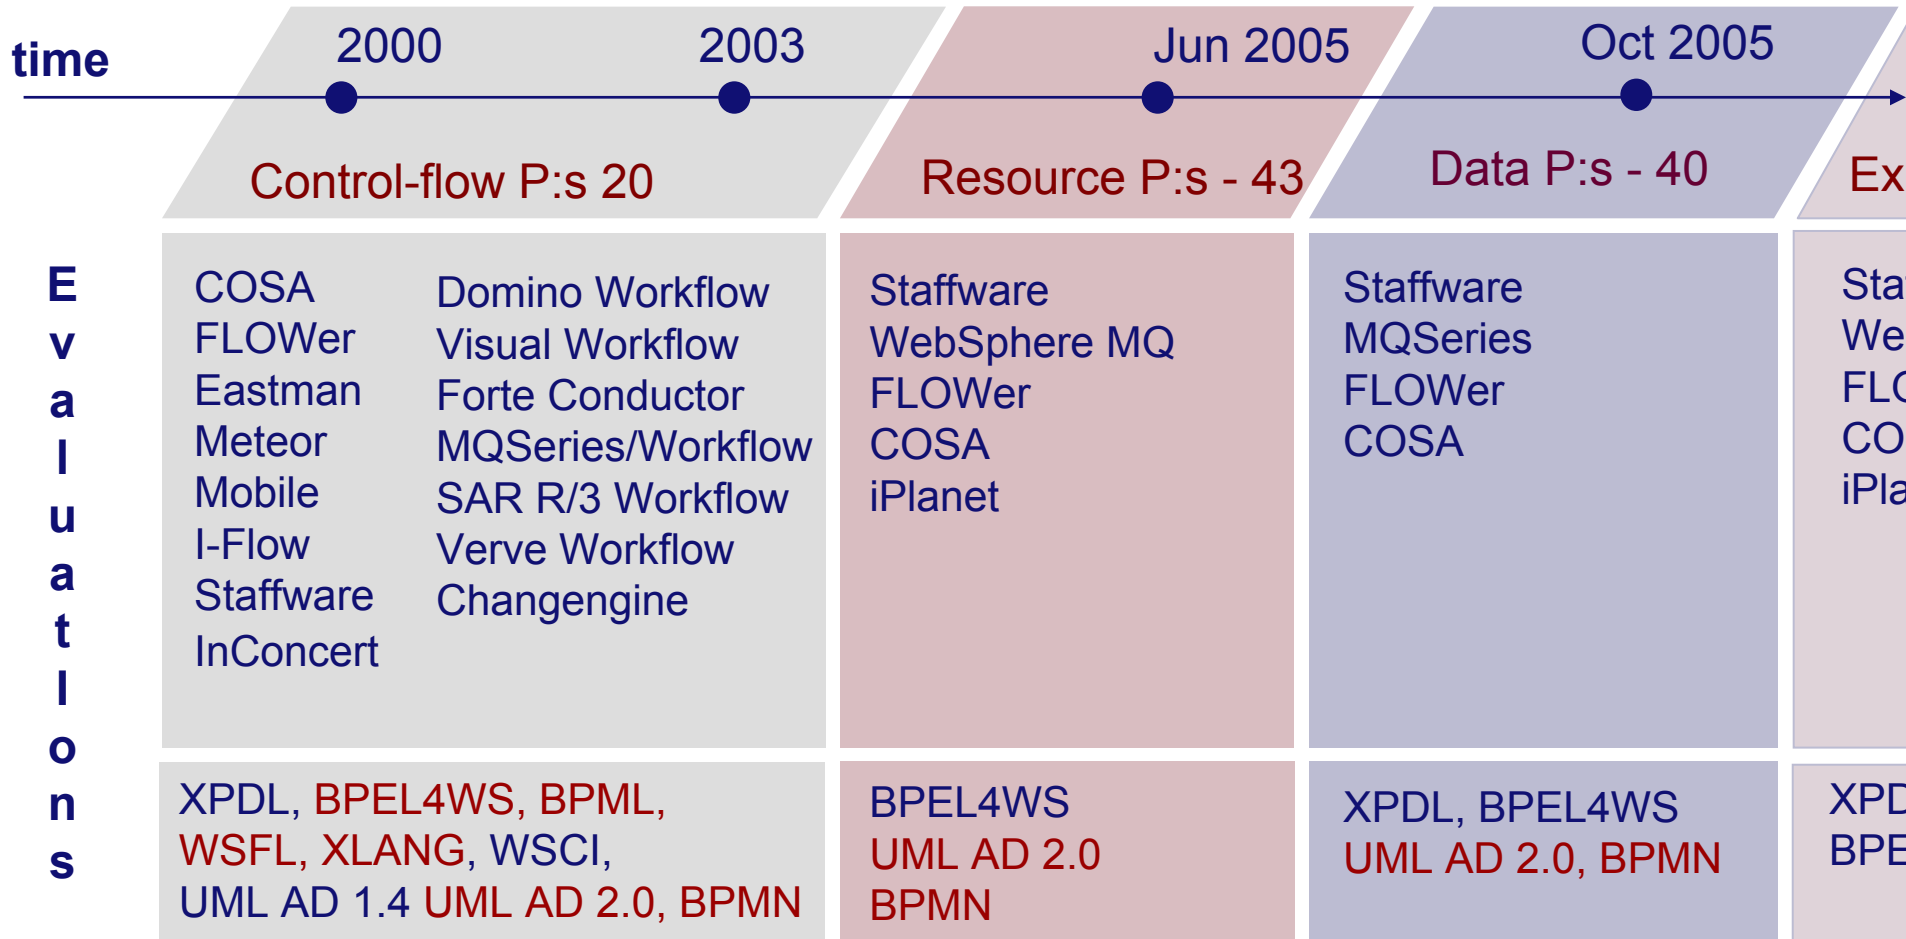 time
2000
2003
Jun 2005
Oct 2005
Control-flow P:s 20
Resource P:s - 43
Data P:s - 40
Ex
E
v
a
l
u
a
t
I
o
n
s
COSA
FLOWer
Eastman
Meteor
Mobile
I-Flow
Staffware
InConcert
Domino Workflow
Visual Workflow
Forte Conductor
MQSeries/Workflow
SAR R/3 Workflow
Verve Workflow
Changengine
Staffware
WebSphere MQ
FLOWer
COSA
iPlanet
Staffware
MQSeries
FLOWer
COSA
XPDL, BPEL4WS, BPML,
WSFL, XLANG, WSCI,
UML AD 1.4 UML AD 2.0, BPMN
BPEL4WS
UML AD 2.0
BPMN
XPDL, BPEL4WS
UML AD 2.0, BPMN